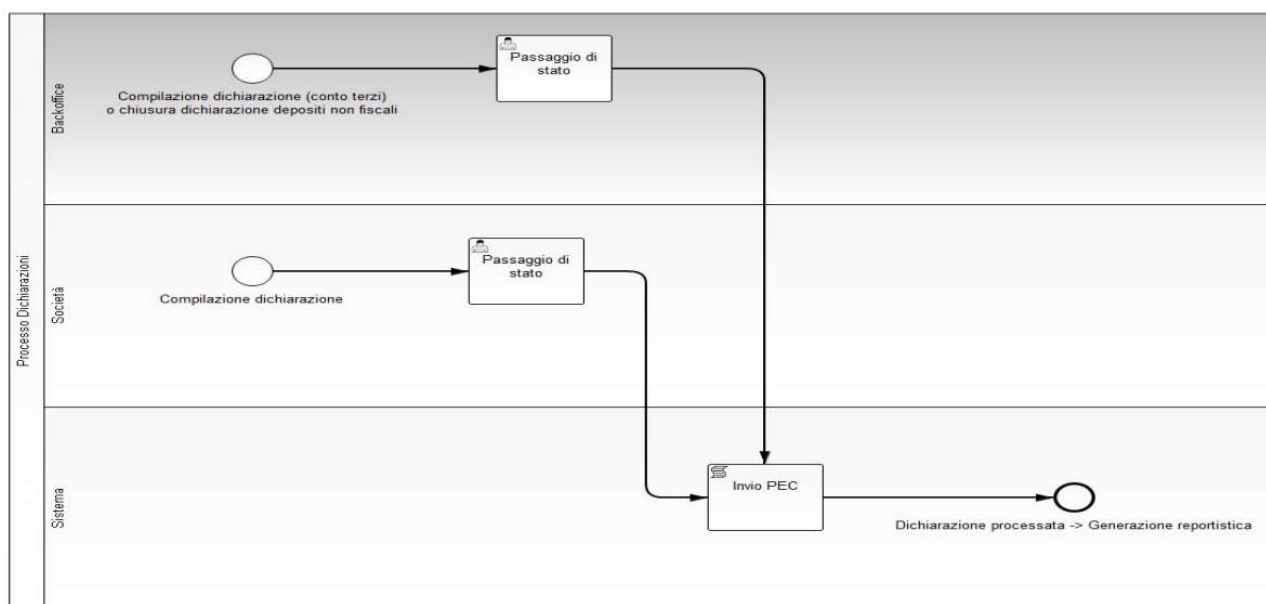 Processo Dichiarazioni
Backoffice
Compilazione dichiarazione (conto terzi)
o chiusura dichiarazione depositi non fiscali
Passaggio di
stato
Società
Compilazione dichiarazione
Passaggio di
stato
Sistema
Invio PEC
Dichiarazione processata -> Generazione reportistica